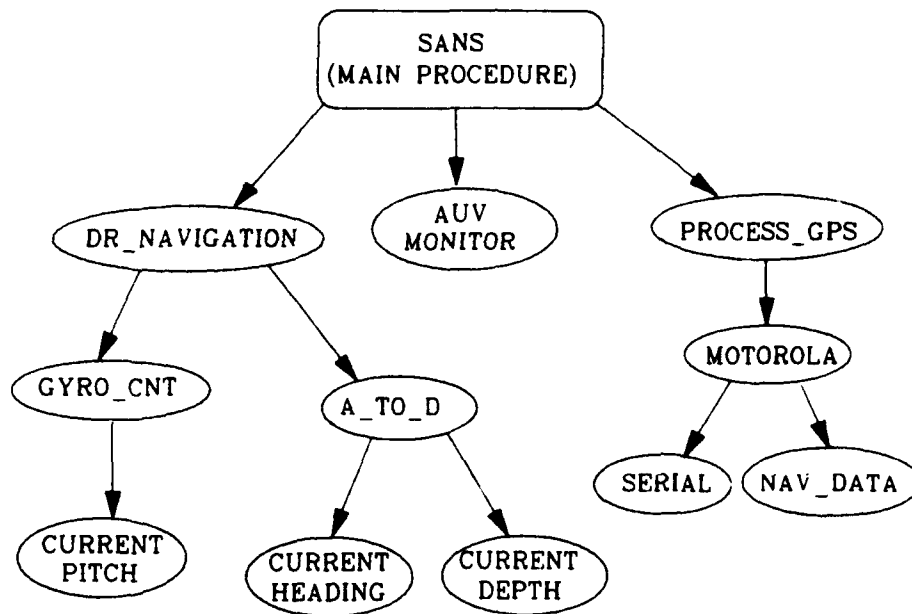 SANS
(MAIN PROCEDURE)
DR_NAVIGATION
AUV
MONITOR
PROCESS_GPS
MOTOROLA
GYRO_CNT
A_TO_D
SERIAL
NAV_DATA
CURRENT
PITCH
CURRENT
HEADING
CURRENT
DEPTH